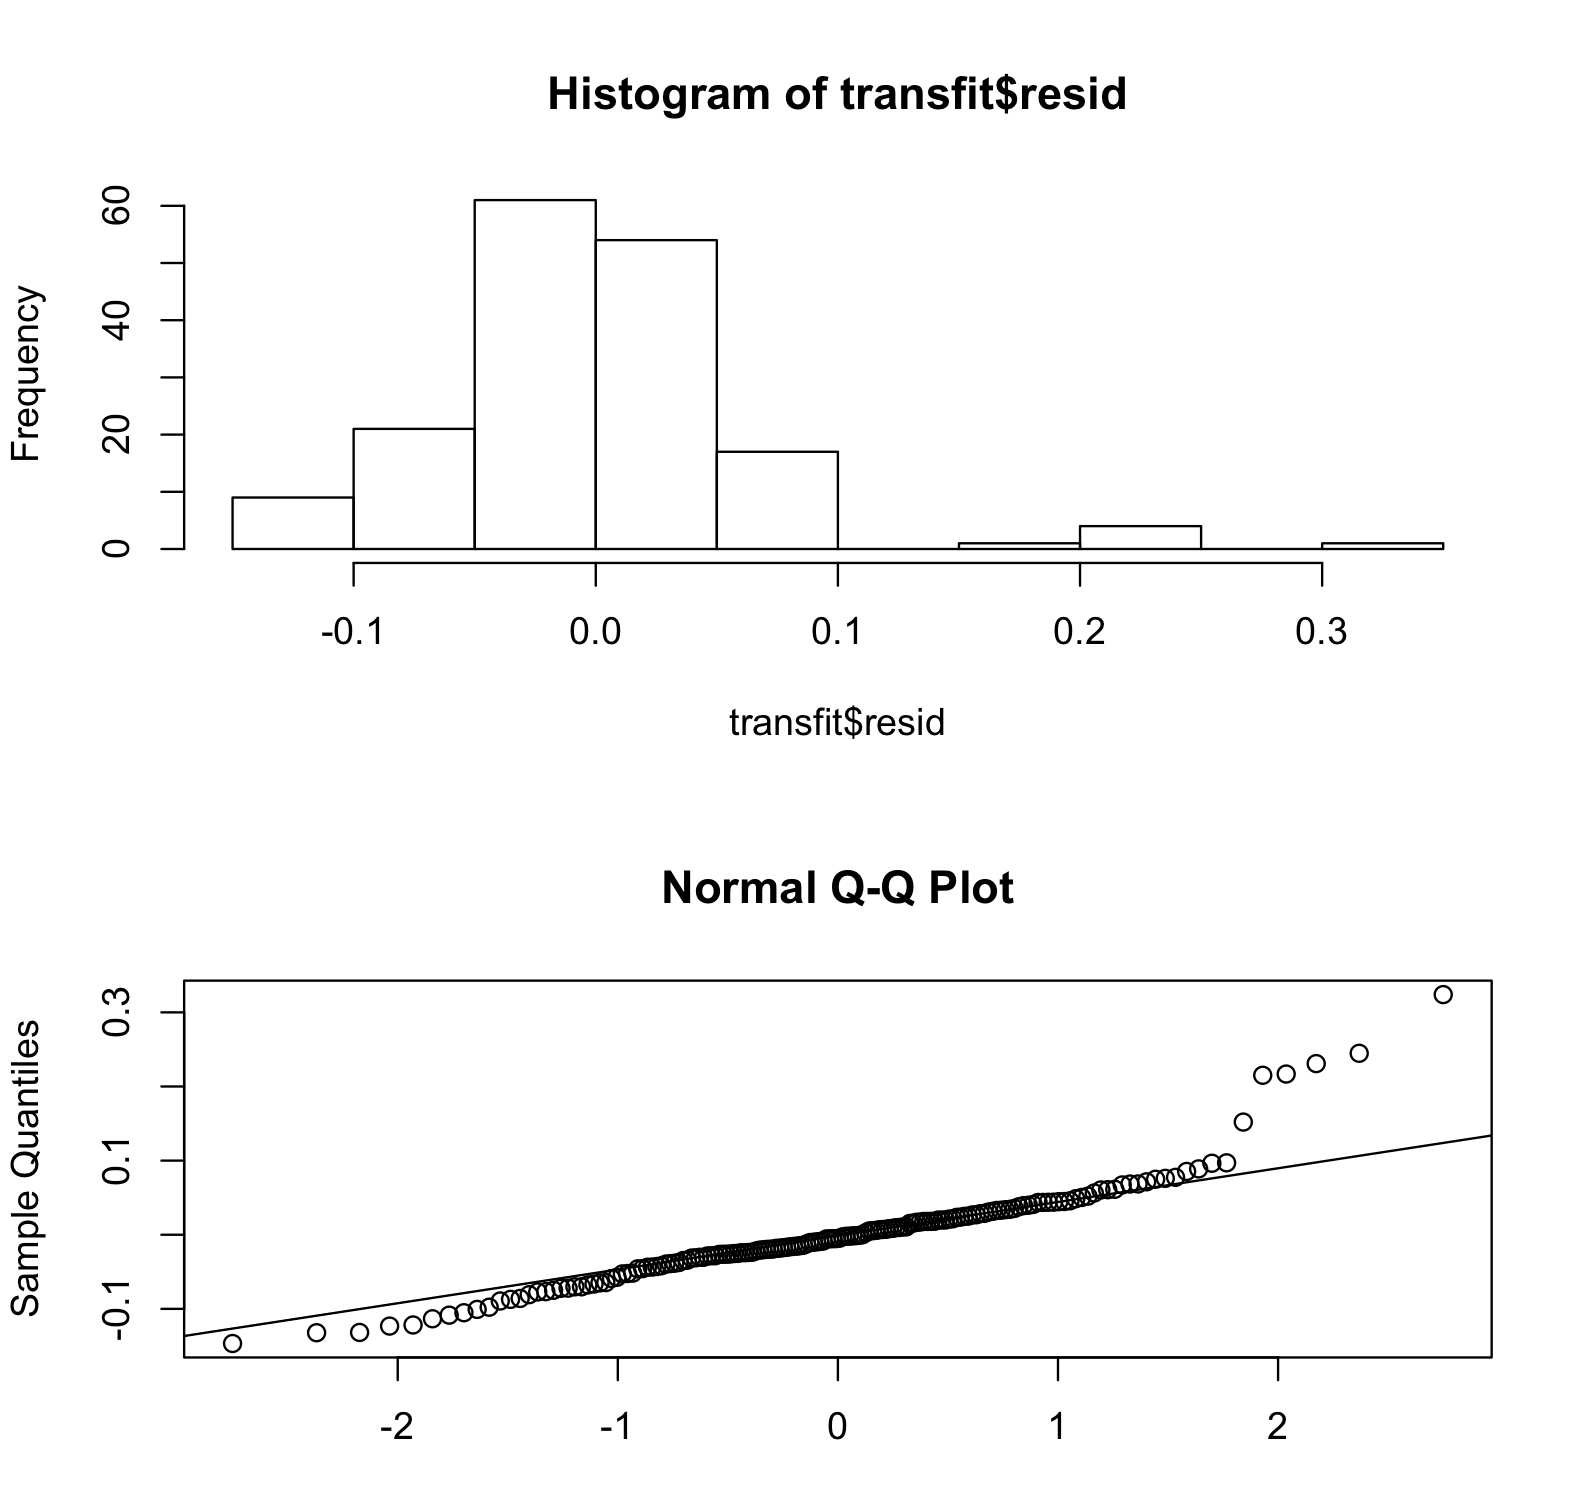 Histogram of transfit$resid
Frequency
0 20 40 60
-0.1 0.0 0.1 0.2 0.3
transfit$resid
Normal Q-Q Plot
Sample Quantiles
-0.1 0.1 0.3
-2 -1 0 1 2